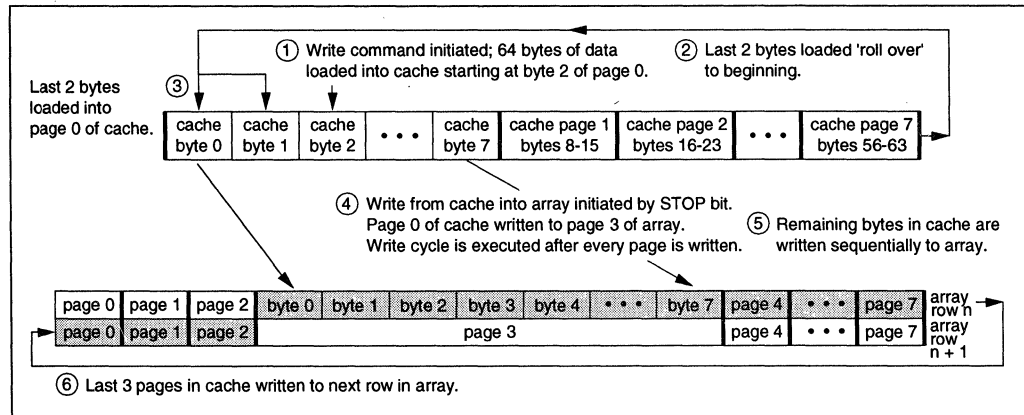 ① Write command initiated; 64 bytes of data
loaded into cache starting at byte 2 of page 0.
② Last 2 bytes loaded 'roll over'
to beginning.
Last 2 bytes
loaded into
page 0 of cache.
③
cache byte 0
cache byte 1
cache byte 2
• • •
cache byte 7
cache page 1 bytes 8-15
cache page 2 bytes 16-23
• • •
cache page 7 bytes 56-63
④ Write from cache into array initiated by STOP bit.
Page 0 of cache written to page 3 of array.
Write cycle is executed after every page is written.
⑤ Remaining bytes in cache are
written sequentially to array.
page 0 page 1 page 2 byte 0 byte 1 byte 2 byte 3 byte 4 • • • byte 7 page 4 • • • page 7 array row n
page 0 page 1 page 2 page 3 page 4 • • • page 7 array row n + 1
⑥ Last 3 pages in cache written to next row in array.